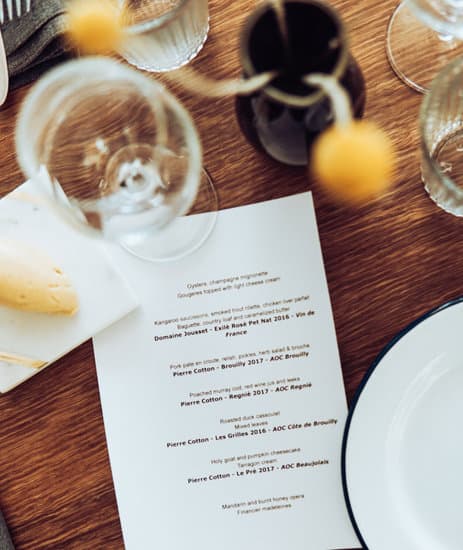 Oysters, champagne mignonette
Gougeres topped with light cheese cream
Kangaroo saucissons, smoked trout rillette, chicken liver parfait
Baguette, country loaf and caramelized butter
Domaine Jousset - Exilé Rosé Pet Nat 2016 - Vin de
France
Pork pate en croute, relish, pickles, herb salad & brioche
Pierre Cotton - Brouilly 2017 - AOC Brouilly
Poached murray cod, red wine jus and leeks
Pierre Cotton - Regnié 2017 - AOC Regnié
Roasted duck cassoulet
Mixed leaves
Pierre Cotton - Les Grilles 2016 - AOC Côte de Brouilly
Holy goat and pumpkin cheesecake
Tarragon cream
Pierre Cotton - Le Pré 2017 - AOC Beaujolais
Mandarin and burnt honey opera
Financier madeleines